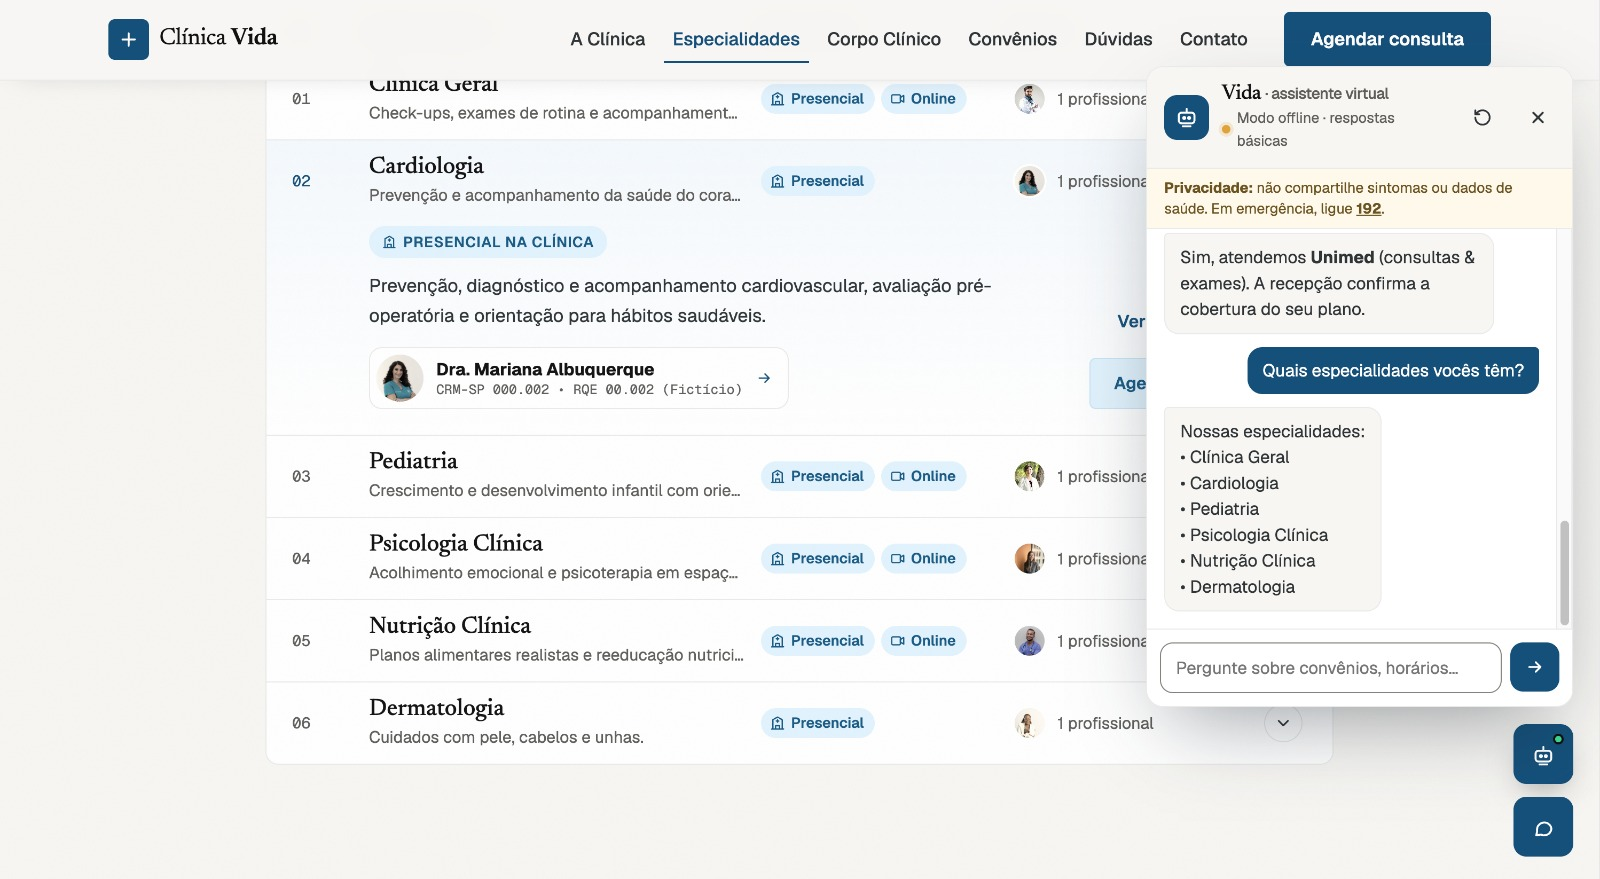 Clínica Vida
A Clínica
Especialidades
Corpo Clínico
Convênios
Dúvidas
Contato
Agendar consulta
01
Clínica Geral
Check-ups, exames de rotina e acompanhament...
Presencial
Online
1 profissiona
02
Cardiologia
Prevenção e acompanhamento da saúde do cora...
Presencial
1 profissiona
PRESENCIAL NA CLÍNICA
Prevenção, diagnóstico e acompanhamento cardiovascular, avaliação pré-
operatória e orientação para hábitos saudáveis.
Ver
Dra. Mariana Albuquerque
CRM-SP 000.002 • RQE 00.002 (Fictício)
Age
03
Pediatria
Crescimento e desenvolvimento infantil com orie...
Presencial
Online
1 profissiona
04
Psicologia Clínica
Acolhimento emocional e psicoterapia em espaç...
Presencial
Online
1 profissiona
05
Nutrição Clínica
Planos alimentares realistas e reeducação nutrici...
Presencial
Online
1 profissiona
06
Dermatologia
Cuidados com pele, cabelos e unhas.
Presencial
1 profissional
Vida · assistente virtual
Modo offline · respostas
básicas
Privacidade: não compartilhe sintomas ou dados de
saúde. Em emergência, ligue 192.
Sim, atendemos Unimed (consultas &
exames). A recepção confirma a
cobertura do seu plano.
Quais especialidades vocês têm?
Nossas especialidades:
• Clínica Geral
• Cardiologia
• Pediatria
• Psicologia Clínica
• Nutrição Clínica
• Dermatologia
Pergunte sobre convênios, horários...